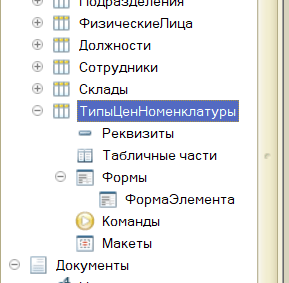 Подразделения
ФизическиеЛица
Должности
Сотрудники
Склады
ТипыЦенНоменклатуры
Реквизиты
Табличные части
Формы
ФормаЭлемента
Команды
Макеты
Документы